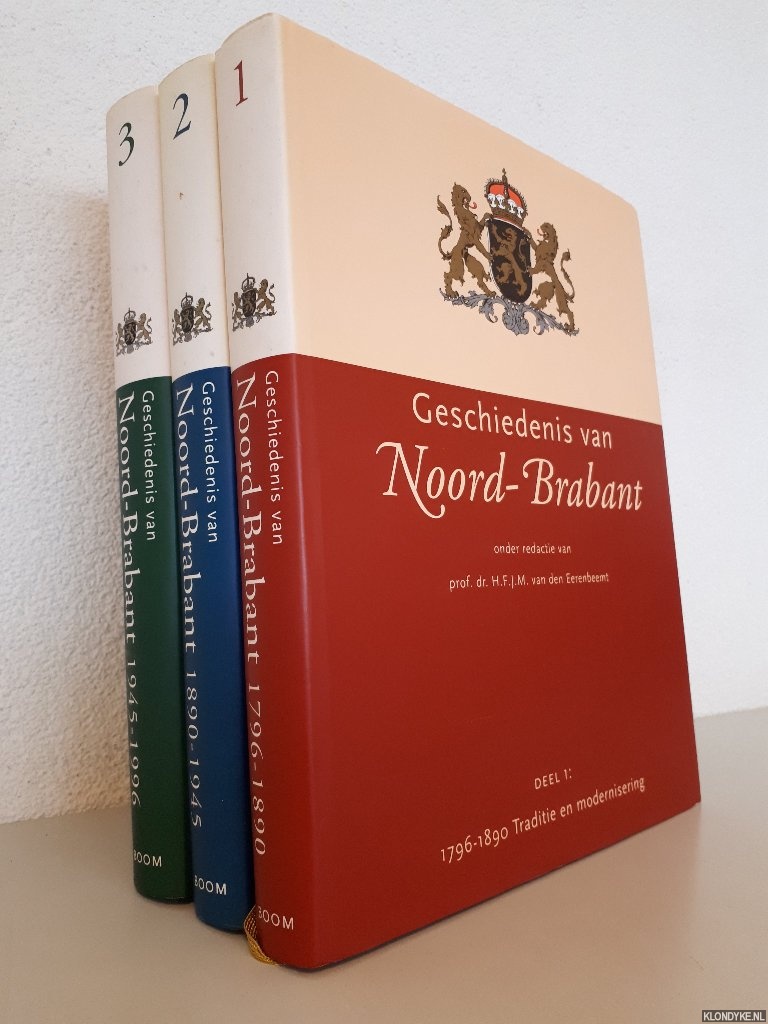 3
Geschiedenis van
Noord-Brabant 1945-1996
BOOM
2
Geschiedenis van
Noord-Brabant 1890-1945
BOOM
1
Geschiedenis van
Noord-Brabant 1796-1890
BOOM
Geschiedenis van
Noord-Brabant
onder redactie van
prof. dr. H.F.J.M. van den Eerenbeemt
DEEL 1:
1796-1890 Traditie en modernisering
KLONDYKE.NL